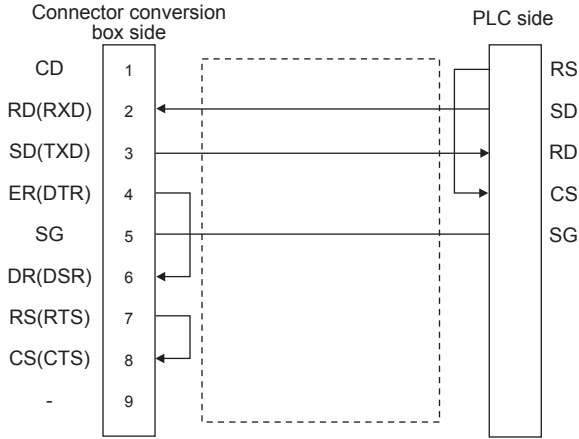 Connector conversion
box side
PLC side
CD 1 RS
RD(RXD) 2 SD
SD(TXD) 3 RD
ER(DTR) 4 CS
SG 5 SG
DR(DSR) 6
RS(RTS) 7
CS(CTS) 8
- 9